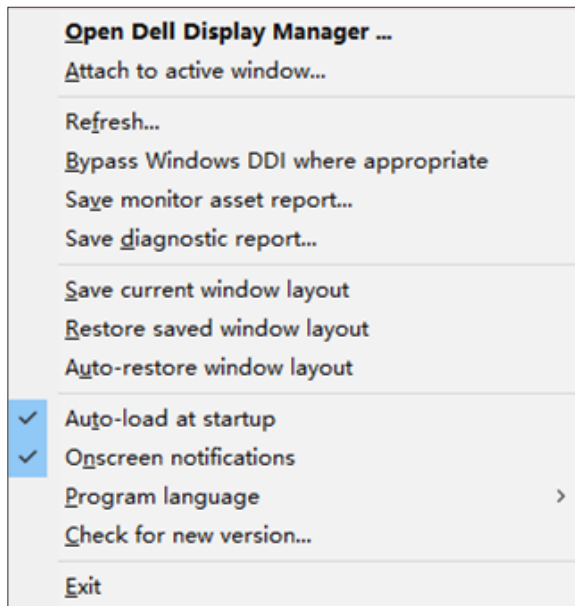 Open Dell Display Manager ...
Attach to active window...
Refresh...
Bypass Windows DDI where appropriate
Save monitor asset report...
Save diagnostic report...
Save current window layout
Restore saved window layout
Auto-restore window layout
Auto-load at startup
Onscreen notifications
Program language
Check for new version...
Exit